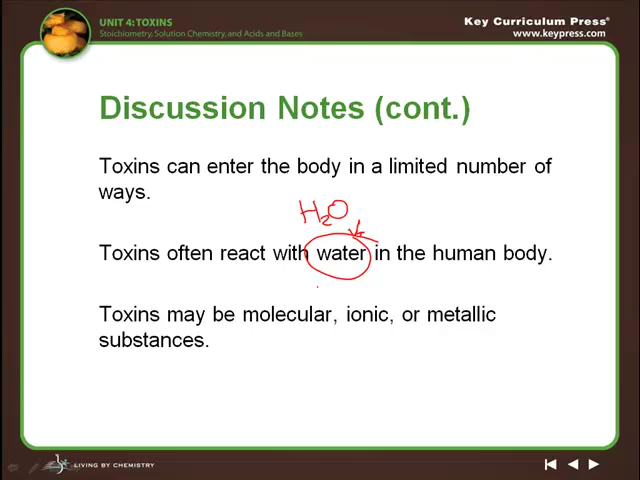 UNIT 4: TOXINS
Stoichiometry, Solution Chemistry, and Acids and Bases
Key Curriculum Press®
www.keypress.com
Discussion Notes (cont.)
Toxins can enter the body in a limited number of
ways.
H₂O
Toxins often react with water in the human body.
Toxins may be molecular, ionic, or metallic
substances.
LIVING BY CHEMISTRY